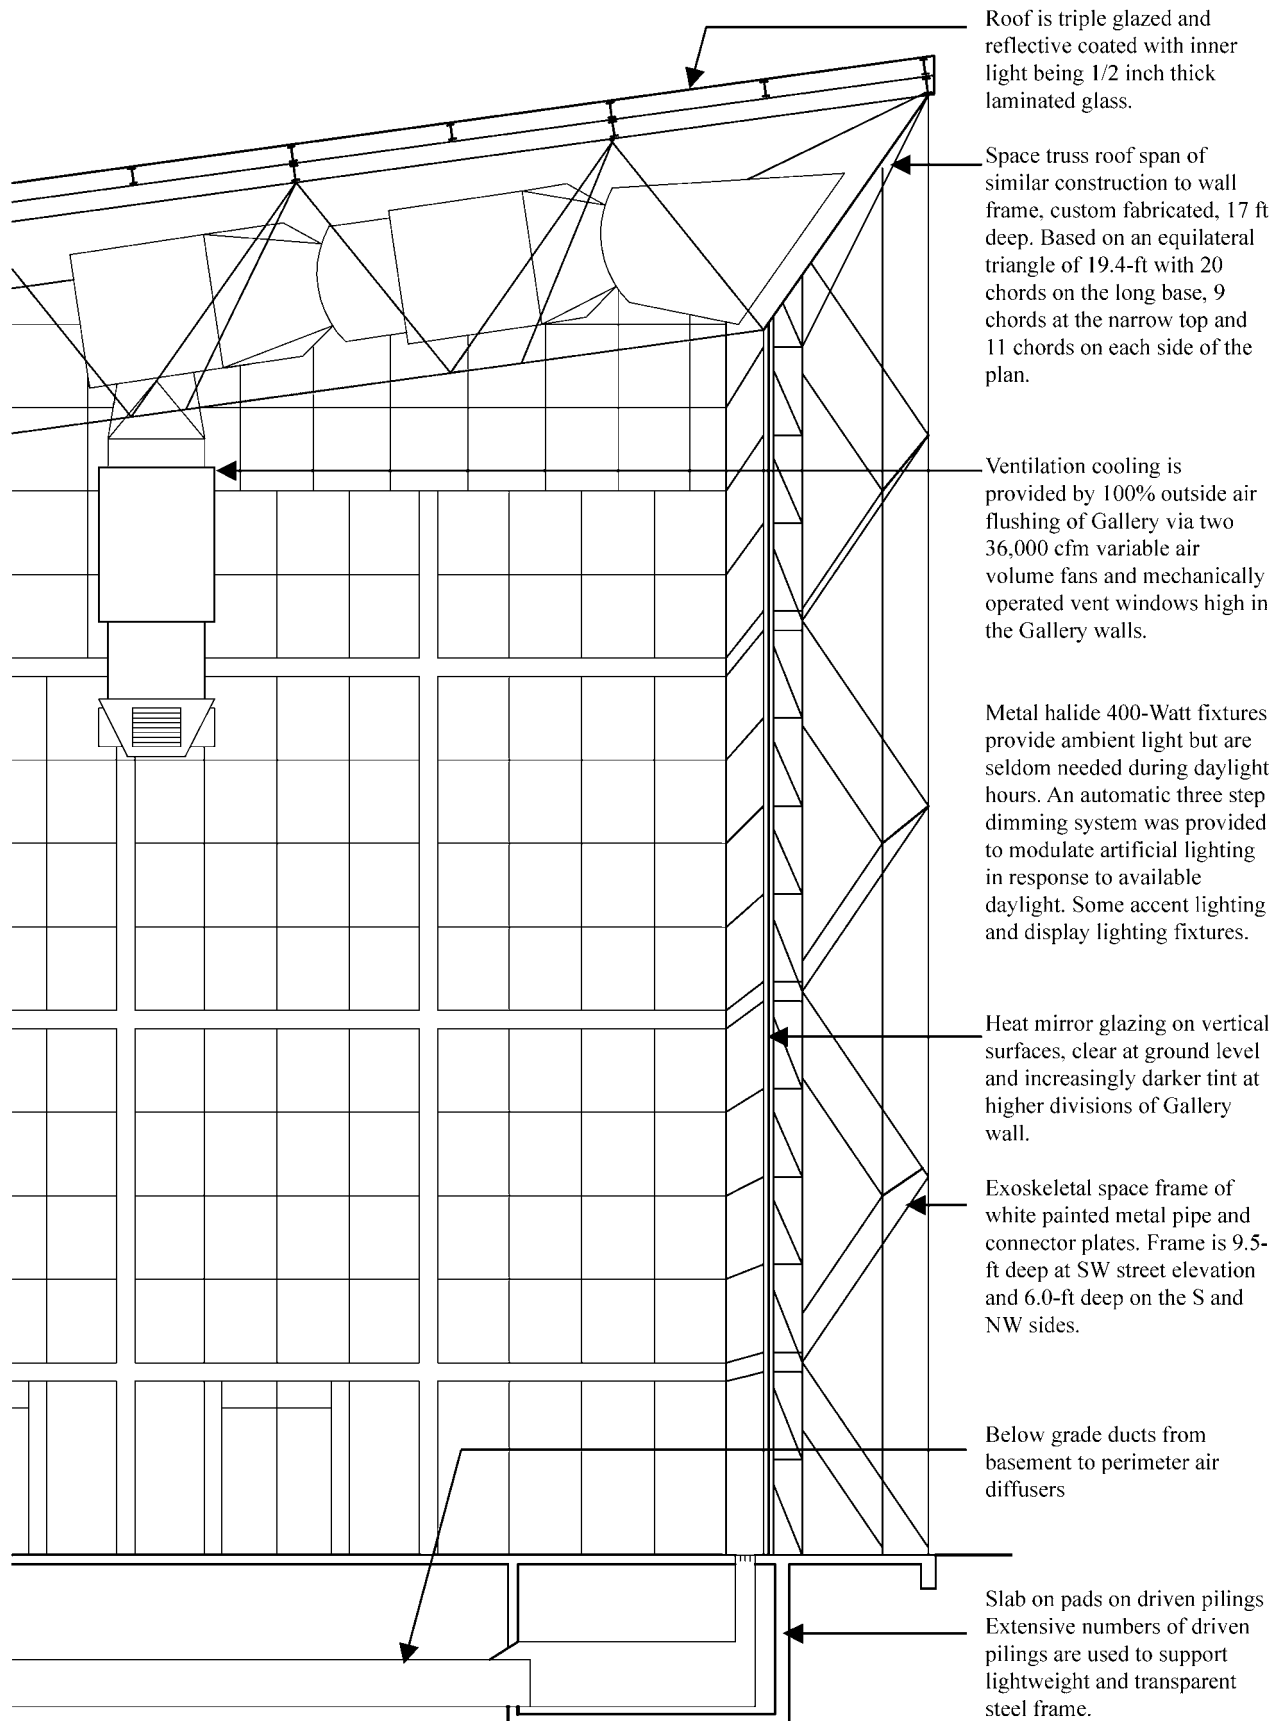 Roof is triple glazed and
reflective coated with inner
light being 1/2 inch thick
laminated glass.
Space truss roof span of
similar construction to wall
frame, custom fabricated, 17 ft
deep. Based on an equilateral
triangle of 19.4-ft with 20
chords on the long base, 9
chords at the narrow top and
11 chords on each side of the
plan.
Ventilation cooling is
provided by 100% outside air
flushing of Gallery via two
36,000 cfm variable air
volume fans and mechanically
operated vent windows high in
the Gallery walls.
Metal halide 400-Watt fixtures
provide ambient light but are
seldom needed during daylight
hours. An automatic three step
dimming system was provided
to modulate artificial lighting
in response to available
daylight. Some accent lighting
and display lighting fixtures.
Heat mirror glazing on vertical
surfaces, clear at ground level
and increasingly darker tint at
higher divisions of Gallery
wall.
Exoskeletal space frame of
white painted metal pipe and
connector plates. Frame is 9.5-
ft deep at SW street elevation
and 6.0-ft deep on the S and
NW sides.
Below grade ducts from
basement to perimeter air
diffusers
Slab on pads on driven pilings
Extensive numbers of driven
pilings are used to support
lightweight and transparent
steel frame.